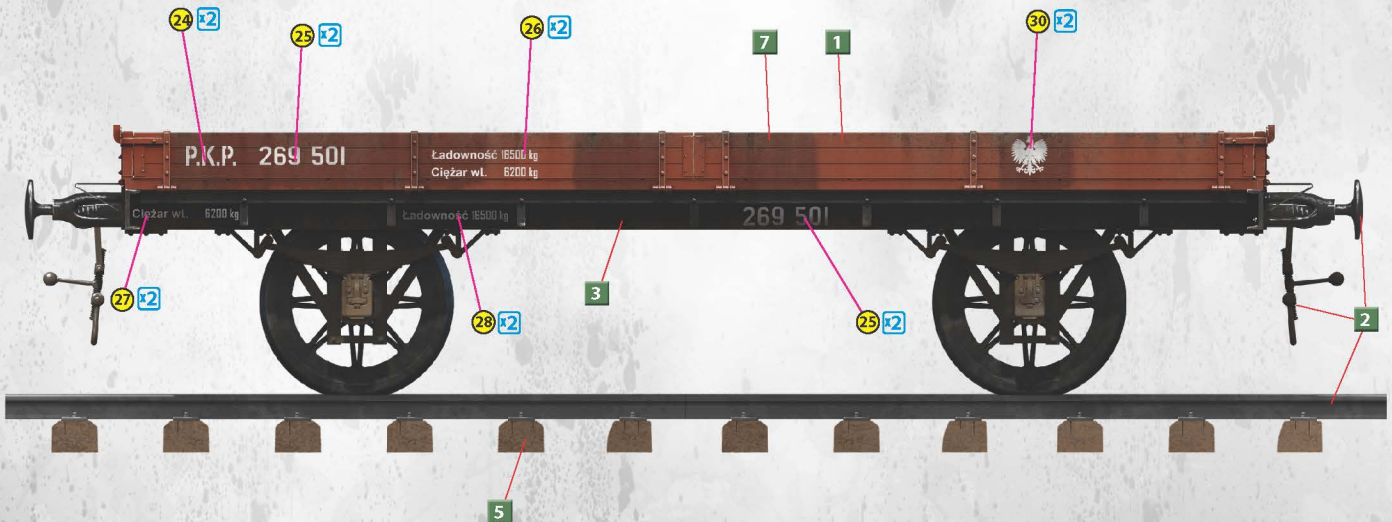 24 x2
25 x2
26 x2
7
1
30 x2
P.K.P. 269 501
Ładowność 16500 kg
Ciężar wł. 6200 kg
Ciężar wł. 6200 kg
Ładowność 16500 kg
269 501
27 x2
28 x2
3
25 x2
2
5